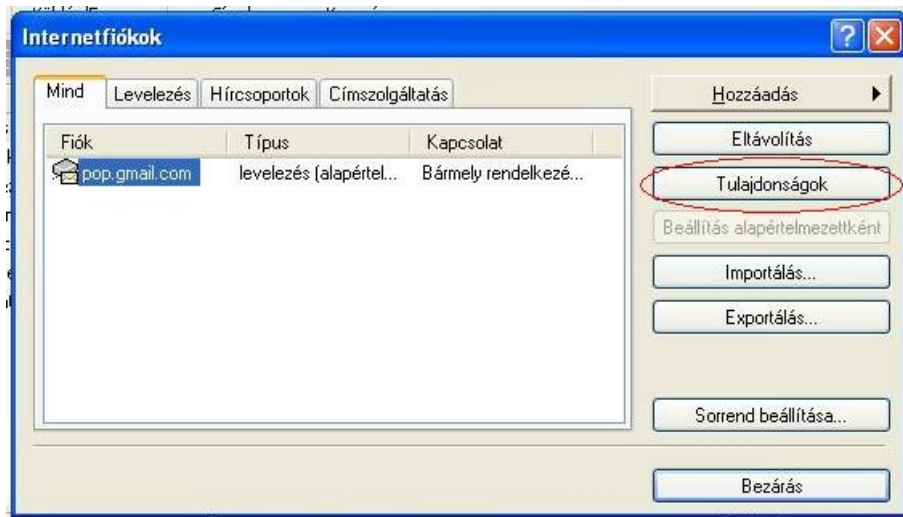 Internetfiókok
Mind Levelezés Hírcsoportok Címszolgáltatás
Fiók Típus Kapcsolat
pop.gmail.com levelezés (alapértel... Bármely rendelkezé...
Hozzáadás
Eltávolítás
Tulajdonságok
Beállítás alapértelmezettként
Importálás...
Exportálás...
Sorrend beállítása...
Bezárás